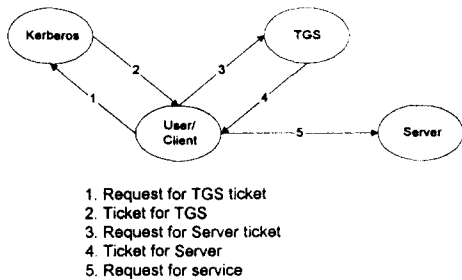 Kerberos
TGS
2
3
1
4
User/
Client
5
Server
1. Request for TGS ticket
2. Ticket for TGS
3. Request for Server ticket
4. Ticket for Server
5. Request for service